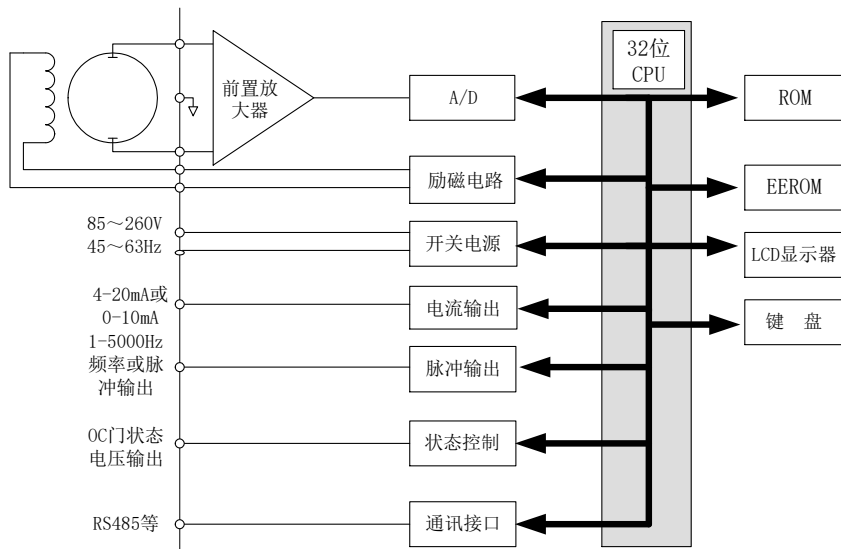 32位
CPU
前置放
大器
A/D
ROM
励磁电路
EEROM
85～260V
45～63Hz
开关电源
LCD显示器
4-20mA或
0-10mA
电流输出
键 盘
1-5000Hz
频率或脉
冲输出
脉冲输出
OC门状态
电压输出
状态控制
RS485等
通讯接口